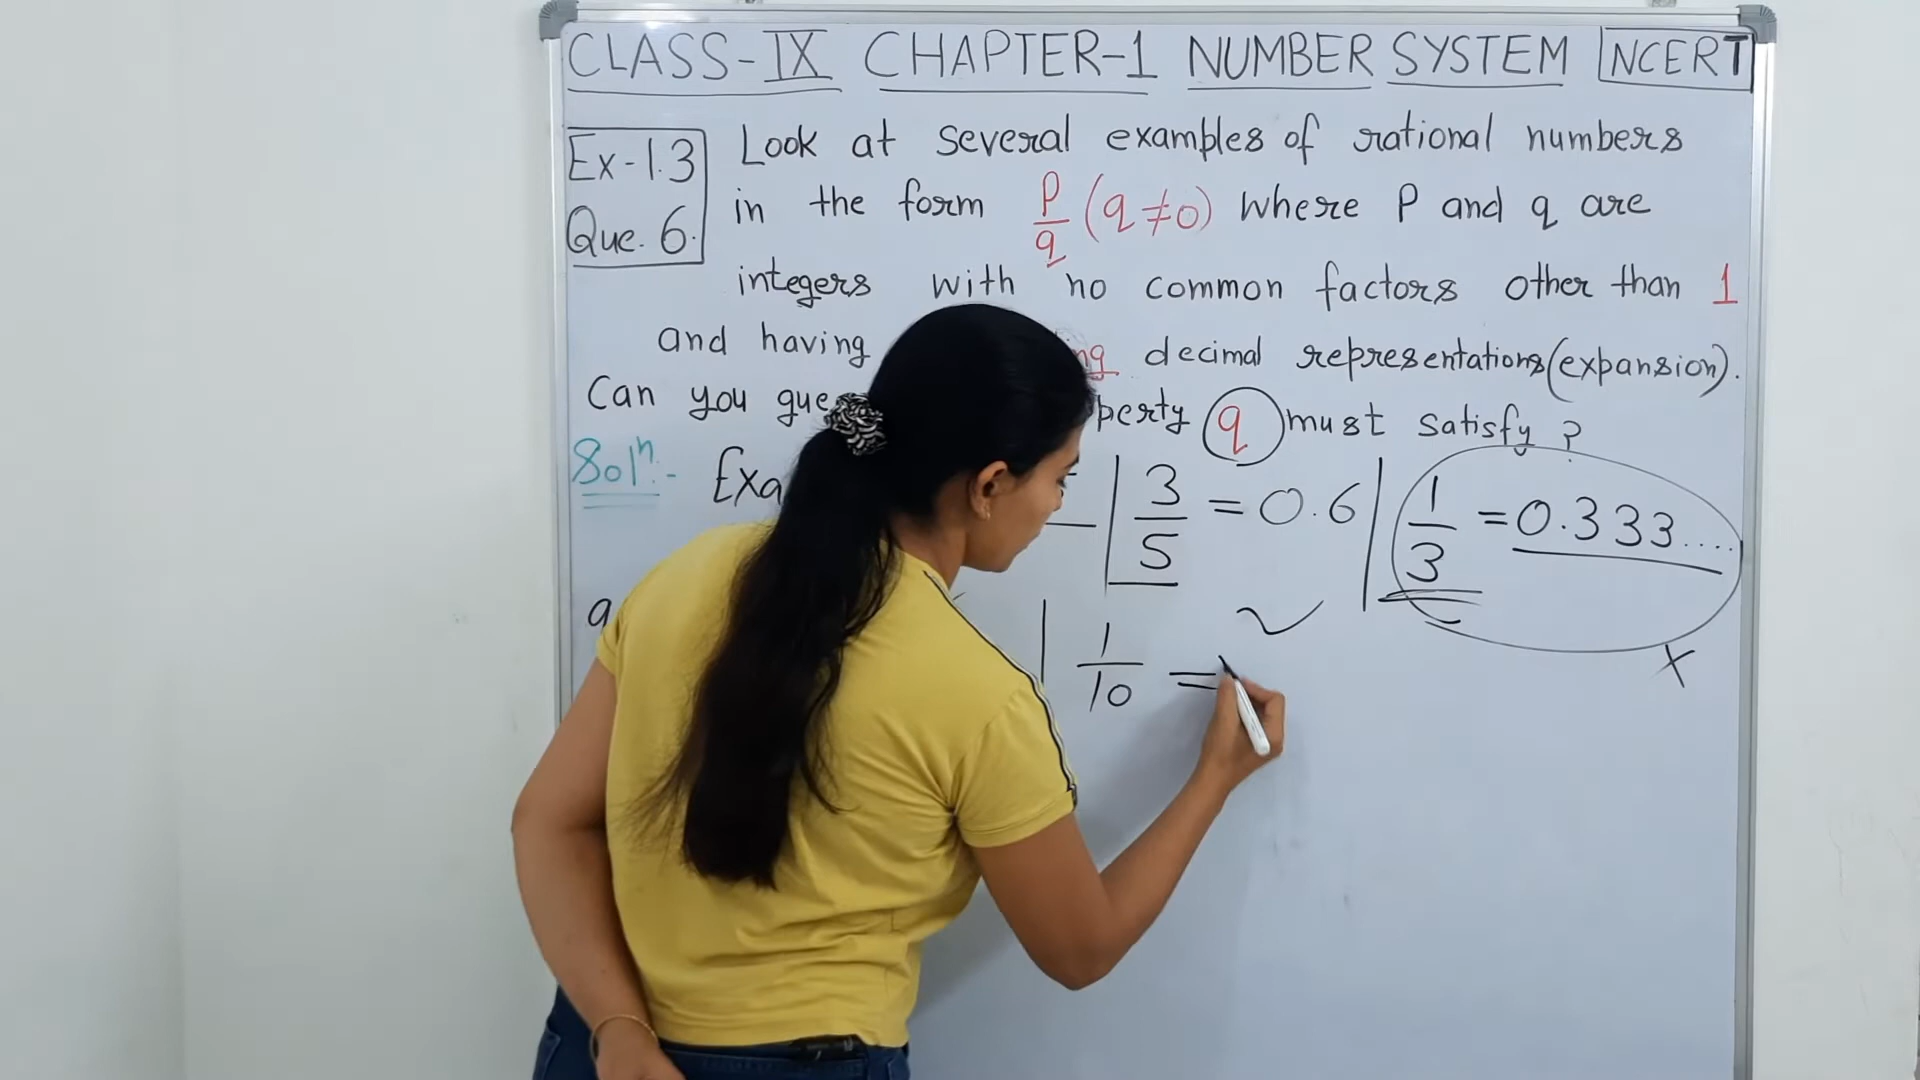 CLASS-IX CHAPTER-1 NUMBER SYSTEM NCERT
Ex-1.3
Que. 6.
Look at several examples of rational numbers
in the form p/q (q≠0) where P and q are
integers with no common factors other than 1
and having decimal representations(expansion).
Can you must satisfy ?
q
Solⁿ:-
3/5 = 0.6
1/3 = 0.333....
1/10 =